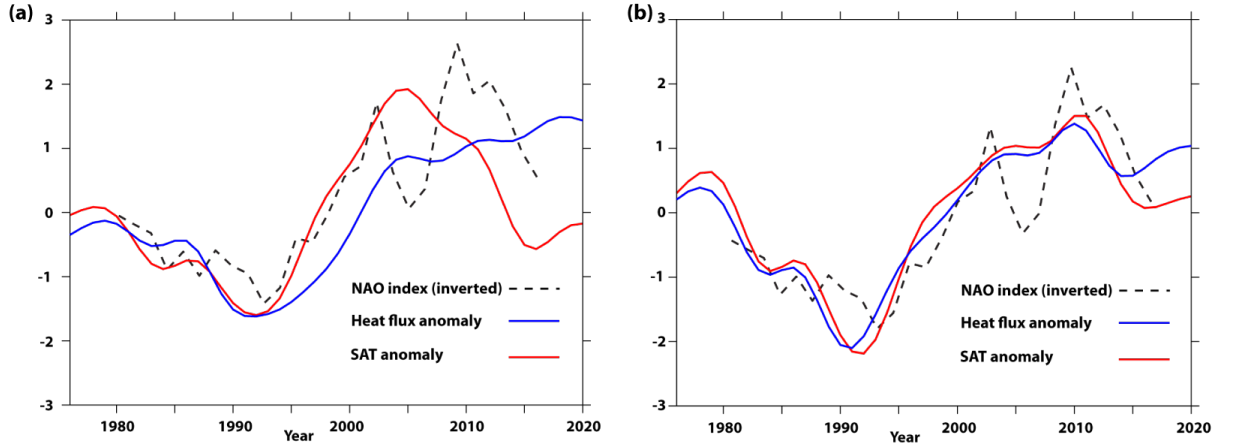 (a)
3
2
1
0
-1
-2
-3
NAO index (inverted)
Heat flux anomaly
SAT anomaly
1980 1990 2000 2010 2020
Year
(b)
3
2
1
0
-1
-2
-3
NAO index (inverted)
Heat flux anomaly
SAT anomaly
1980 1990 2000 2010 2020
Year